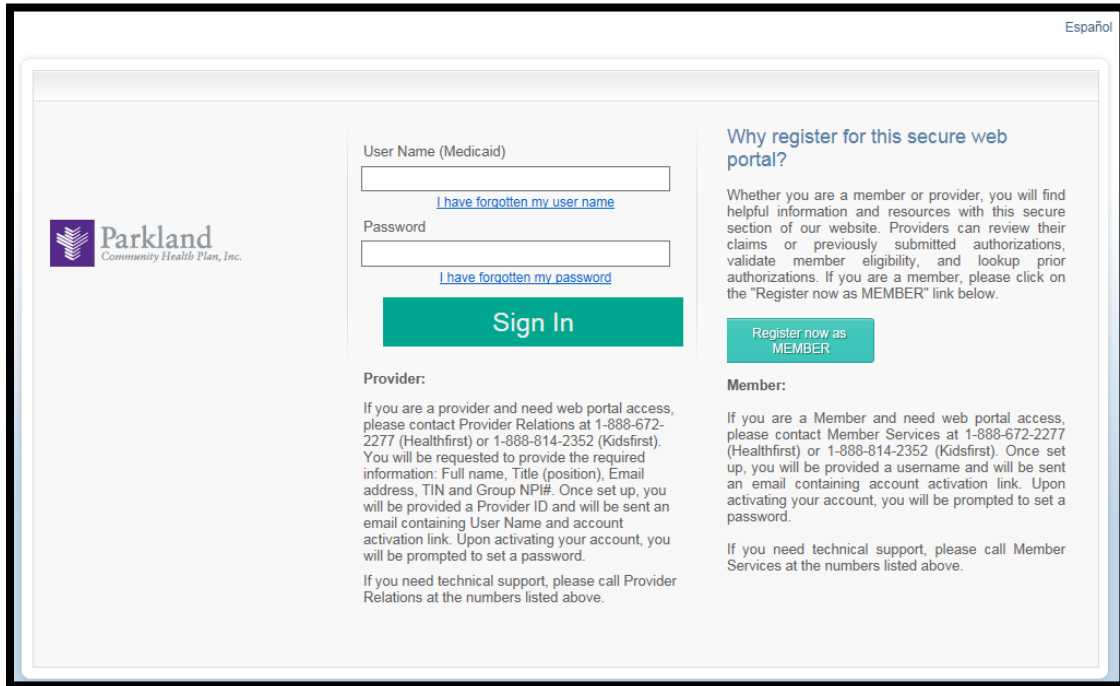 Español
Parkland
Community Health Plan, Inc.
User Name (Medicaid)
I have forgotten my user name
Password
I have forgotten my password
Sign In
Provider:
If you are a provider and need web portal access,
please contact Provider Relations at 1-888-672-
2277 (Healthfirst) or 1-888-814-2352 (Kidsfirst).
You will be requested to provide the required
information: Full name, Title (position), Email
address, TIN and Group NPI#. Once set up, you
will be provided a Provider ID and will be sent an
email containing User Name and account
activation link. Upon activating your account, you
will be prompted to set a password.
If you need technical support, please call Provider
Relations at the numbers listed above.
Why register for this secure web
portal?
Whether you are a member or provider, you will find
helpful information and resources with this secure
section of our website. Providers can review their
claims or previously submitted authorizations,
validate member eligibility, and lookup prior
authorizations. If you are a member, please click on
the "Register now as MEMBER" link below.
Register now as
MEMBER
Member:
If you are a Member and need web portal access,
please contact Member Services at 1-888-672-2277
(Healthfirst) or 1-888-814-2352 (Kidsfirst). Once set
up, you will be provided a username and will be sent
an email containing account activation link. Upon
activating your account, you will be prompted to set a
password.
If you need technical support, please call Member
Services at the numbers listed above.